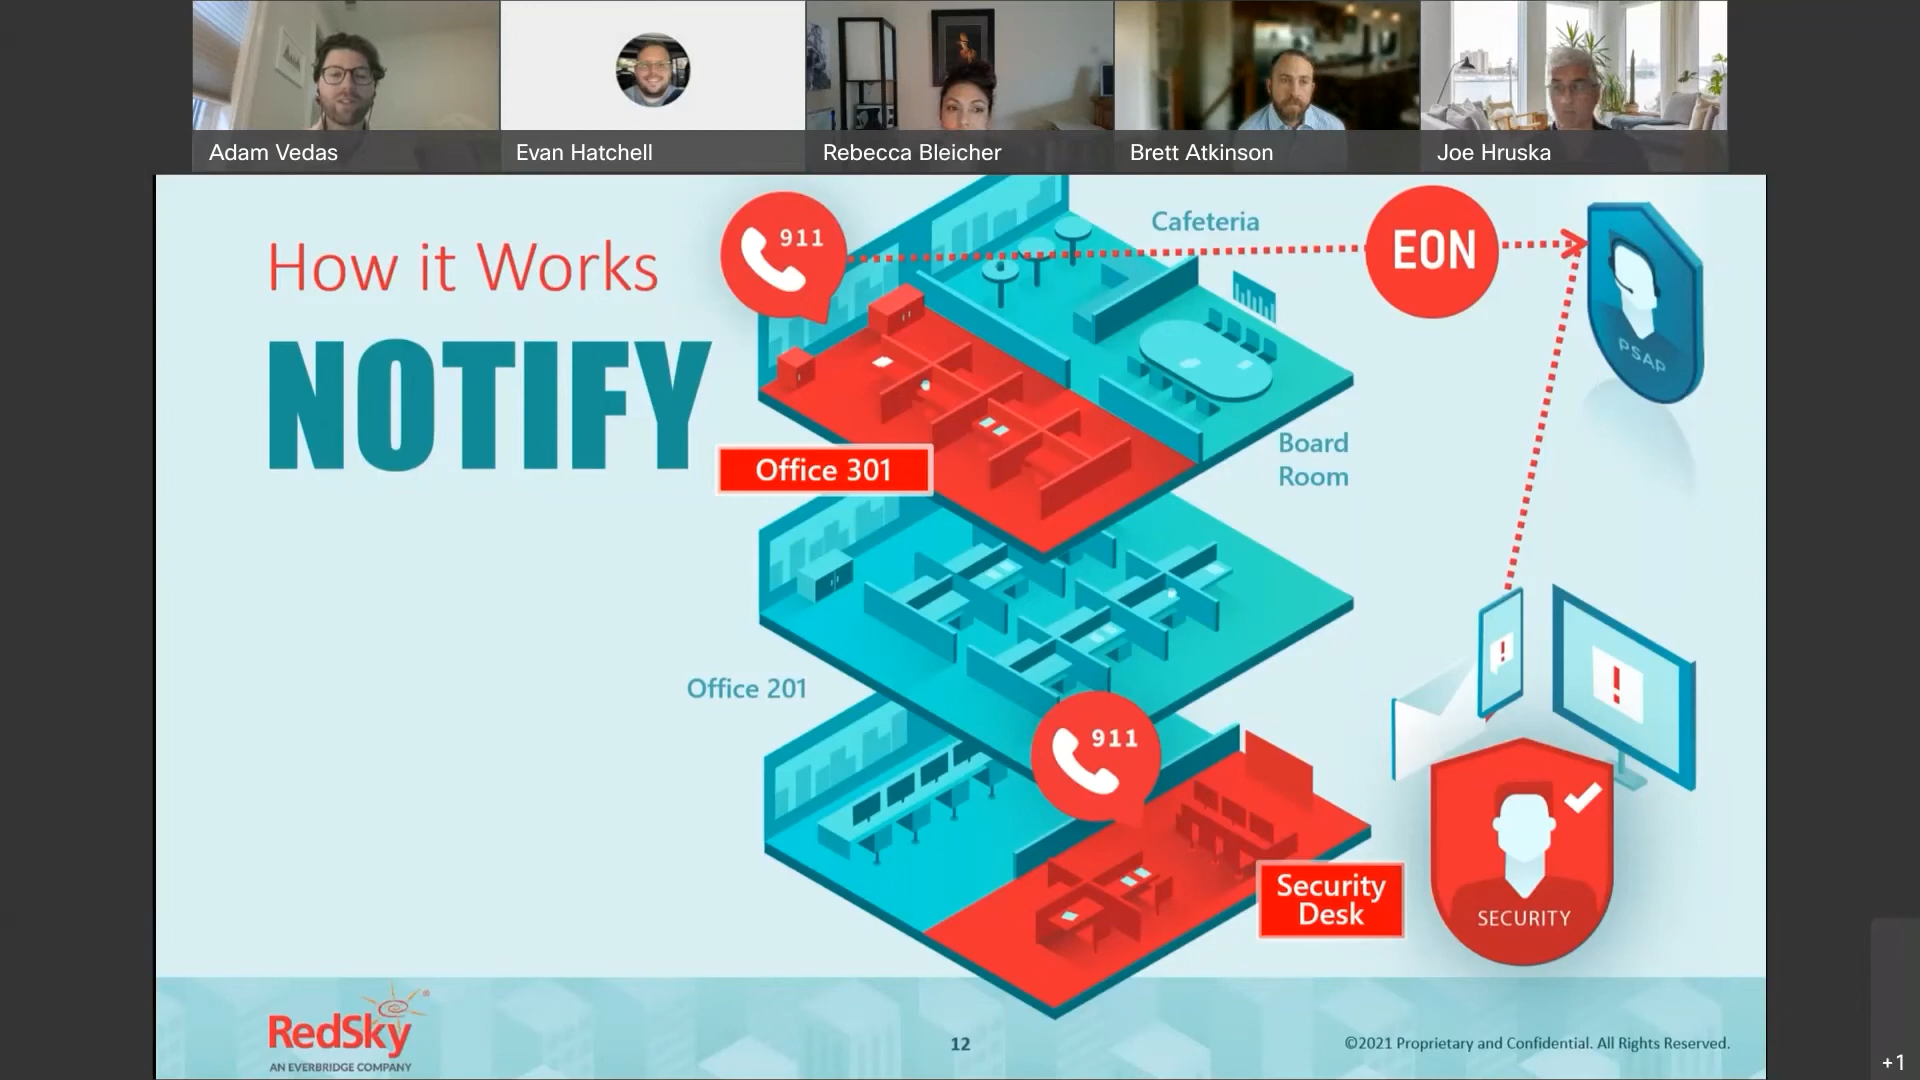 Adam Vedas
Evan Hatchell
Rebecca Bleicher
Brett Atkinson
Joe Hruska
How it Works
NOTIFY
911
Cafeteria
EON
PSAP
Board
Room
Office 301
Office 201
911
!
!
Security
Desk
SECURITY
RedSky®
AN EVERBRIDGE COMPANY
12
©2021 Proprietary and Confidential. All Rights Reserved.
+1